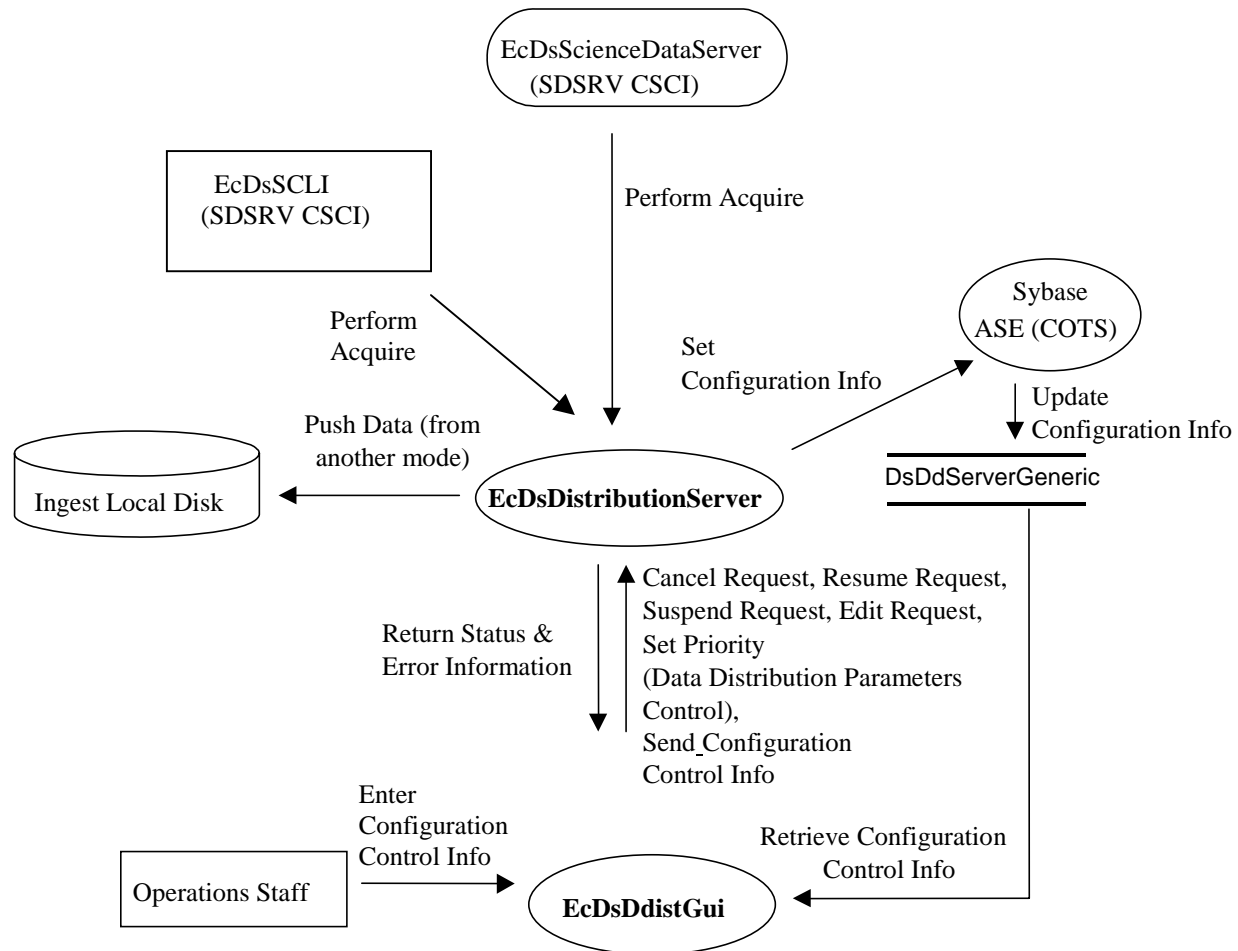 EcDsScienceDataServer
(SDSRV CSCI)
EcDsSCLI
(SDSRV CSCI)
Perform Acquire
Perform
Acquire
Sybase
ASE (COTS)
Set
Configuration Info
Update
Configuration Info
Push Data (from
another mode)
Ingest Local Disk
EcDsDistributionServer
DsDdServerGeneric
Return Status &
Error Information
Cancel Request, Resume Request,
Suspend Request, Edit Request,
Set Priority
(Data Distribution Parameters
Control),
Send_Configuration
Control Info
Enter
Configuration
Control Info
Retrieve Configuration
Control Info
Operations Staff
EcDsDdistGui